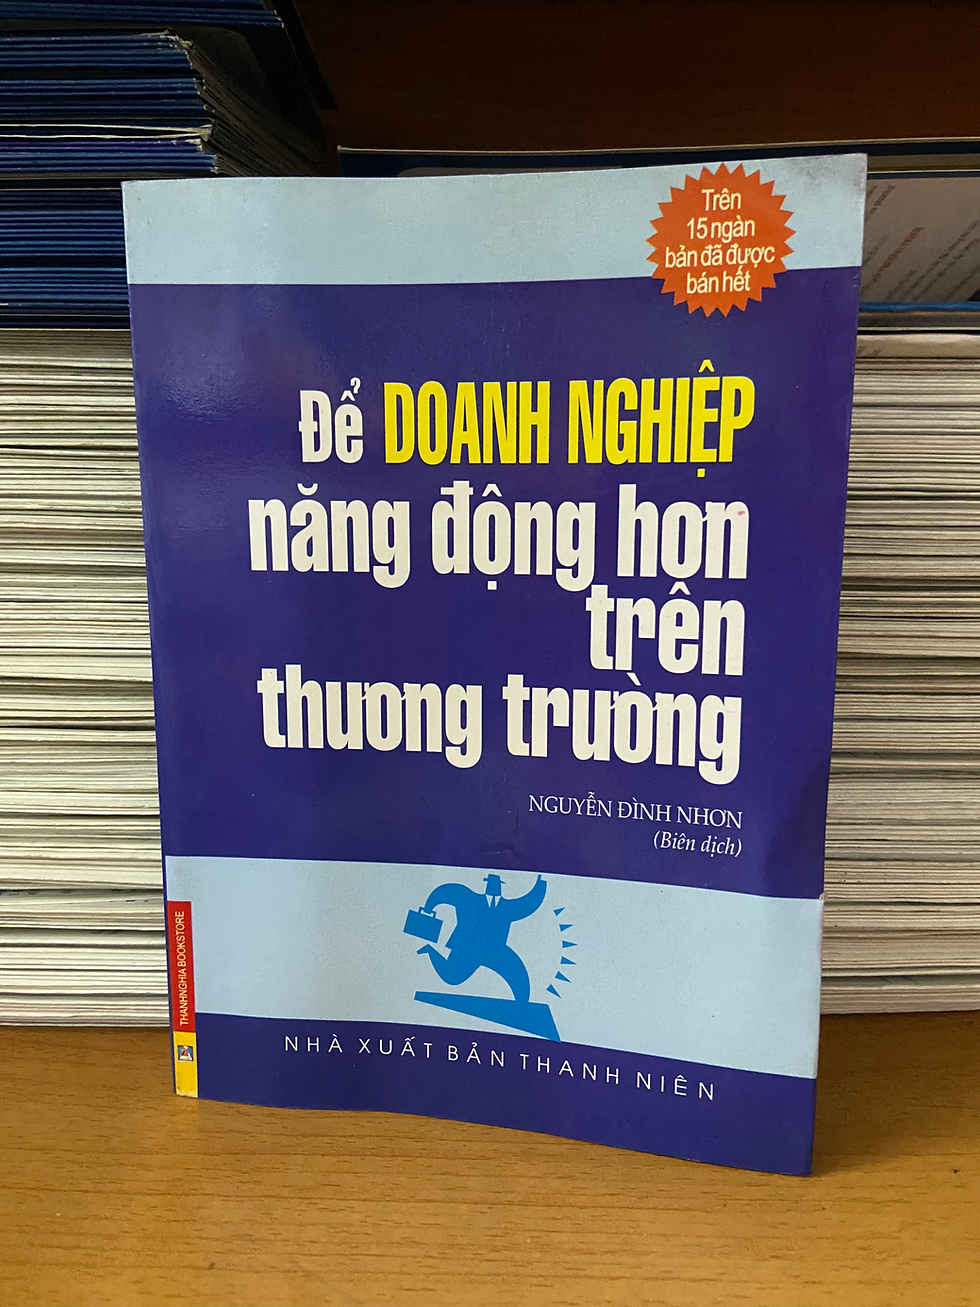 Trên
15 ngàn
bản đã được
bán hết
Để DOANH NGHIỆP
năng động hơn
trên
thương trường
NGUYỄN ĐÌNH NHƠN
(Biên dịch)
THANHNGHIA BOOKSTORE
NHÀ XUẤT BẢN THANH NIÊN